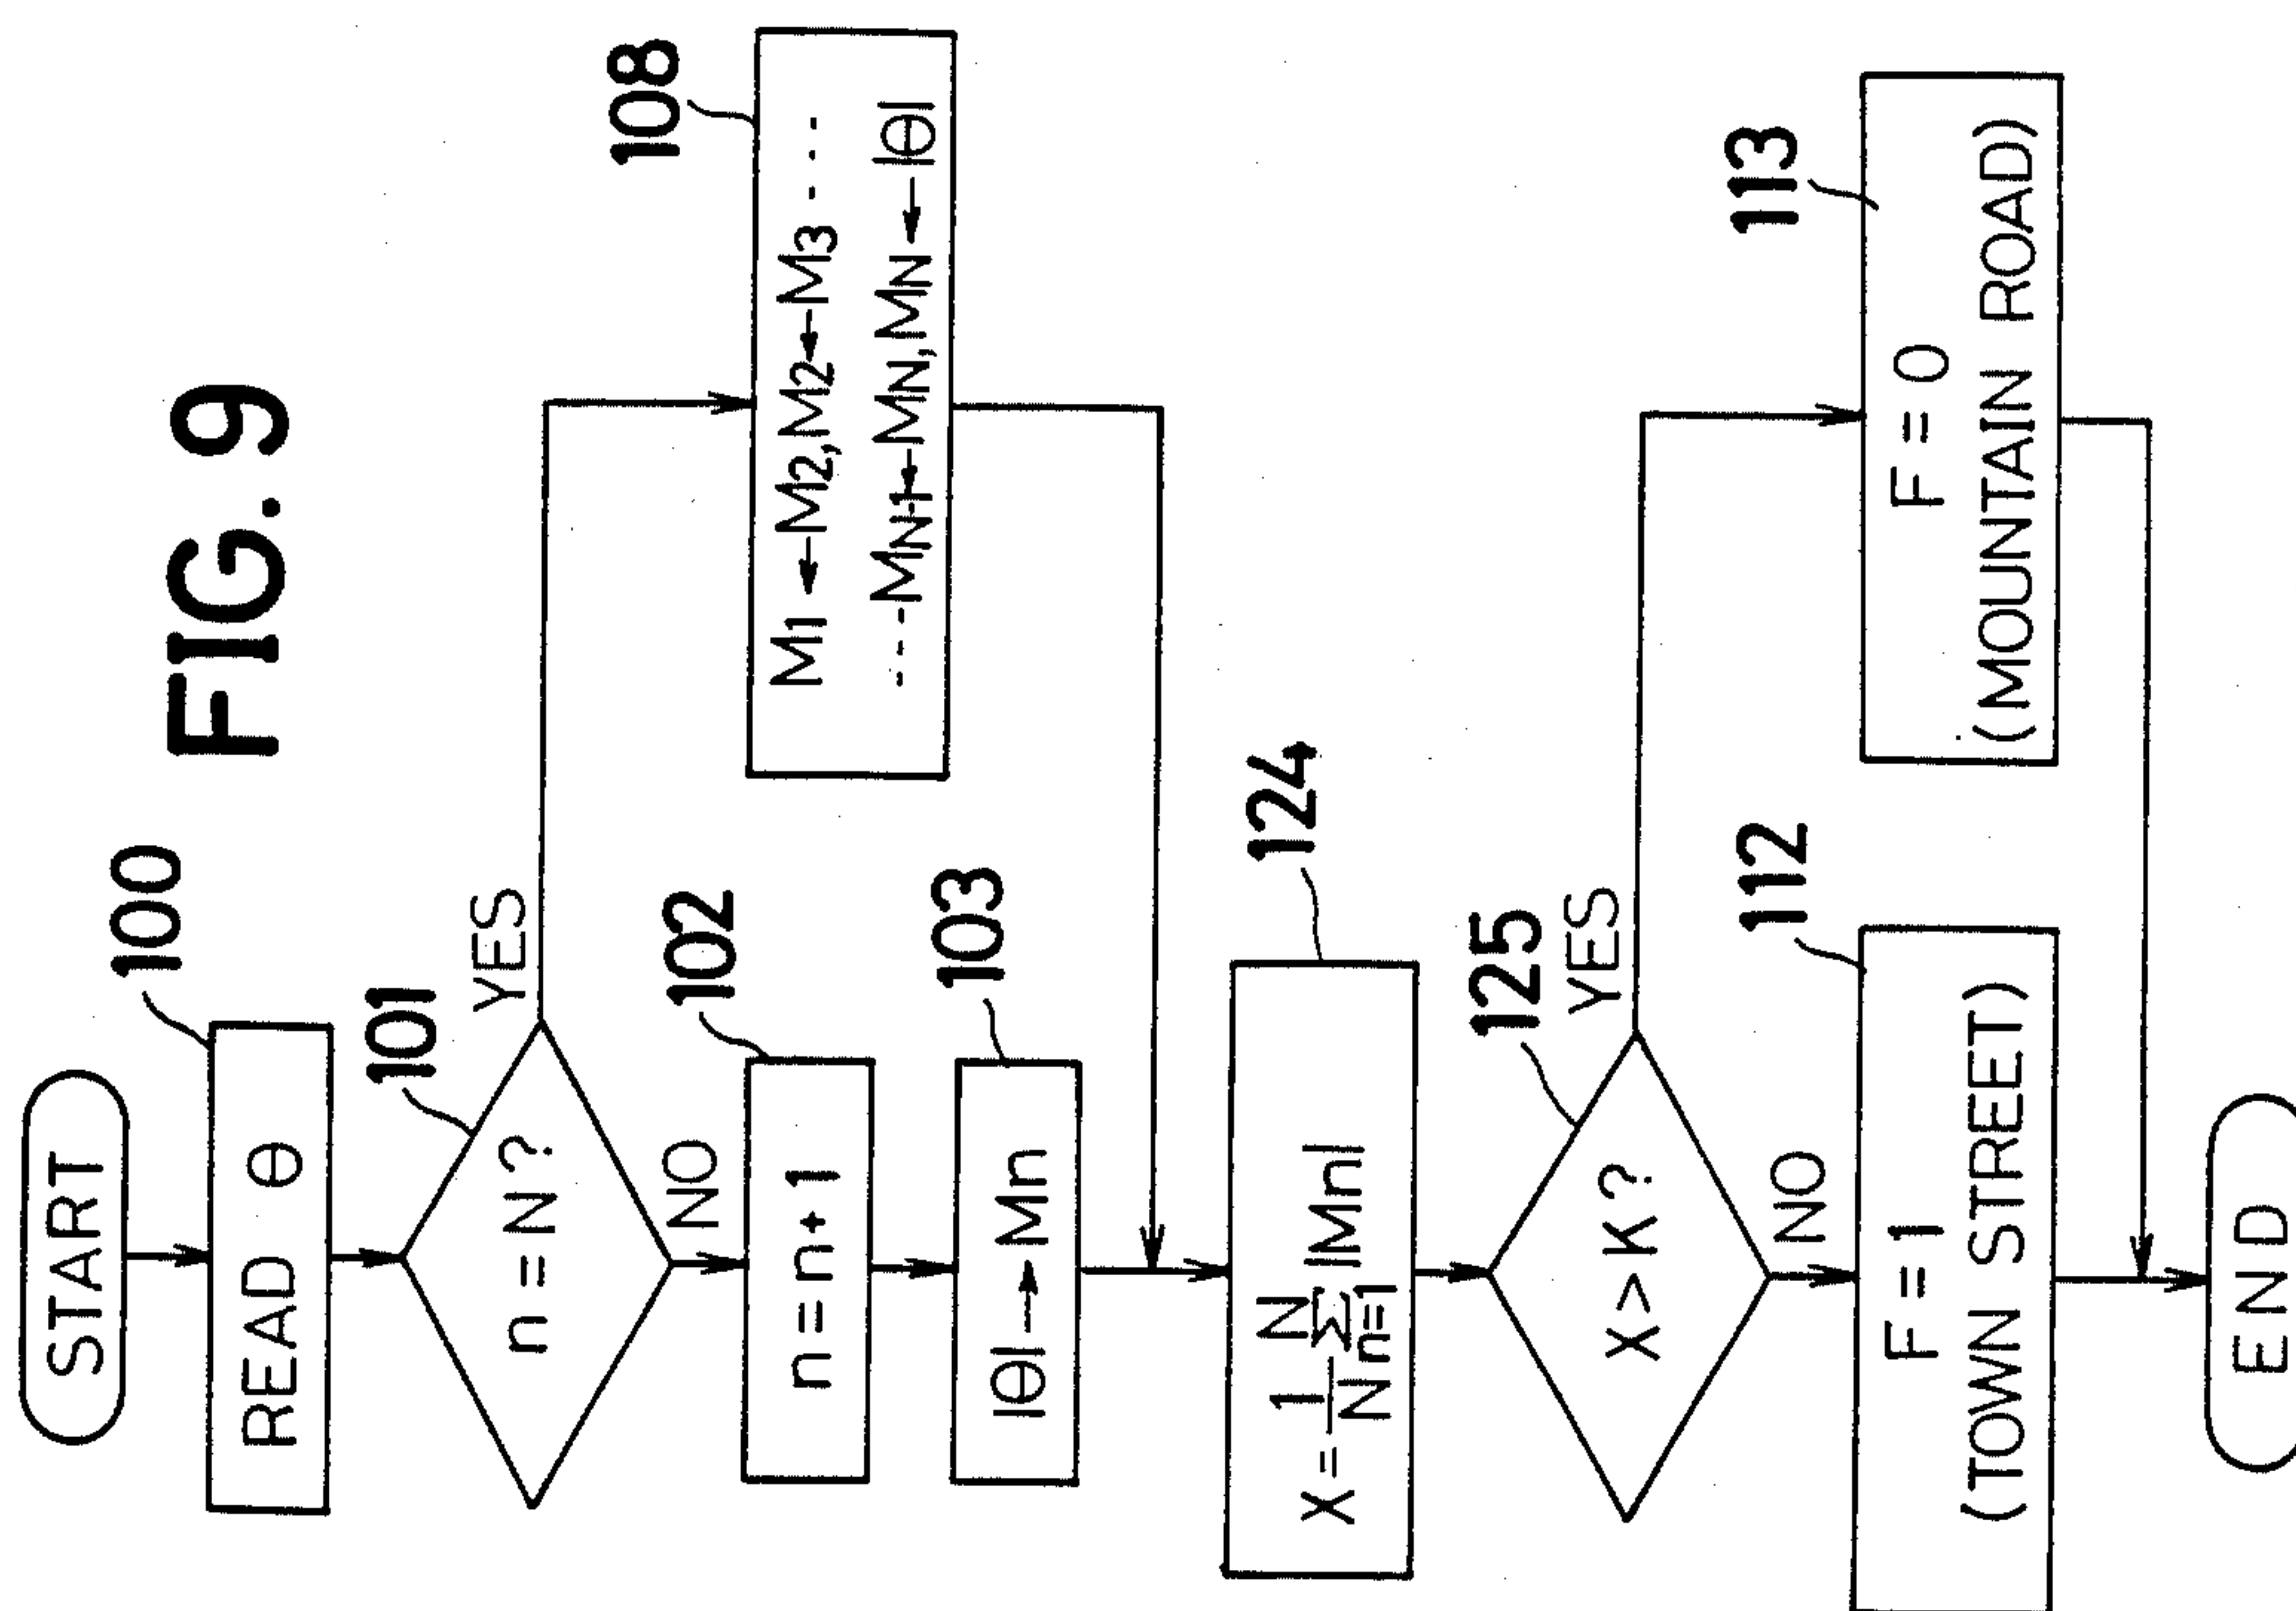 FIG. 9
START
100
READ θ
101
n = N ?
YES
NO
108
M1 ← M2, M2 ← M3 ----
--- MN-1 ← MN, MN ← |θ|
102
n = n + 1
103
|θ| → Mn
124
X = 1/N N Σ n=1 |Mn|
125
X > K ?
YES
NO
113
F = 0
(MOUNTAIN ROAD)
112
F = 1
(TOWN STREET)
END